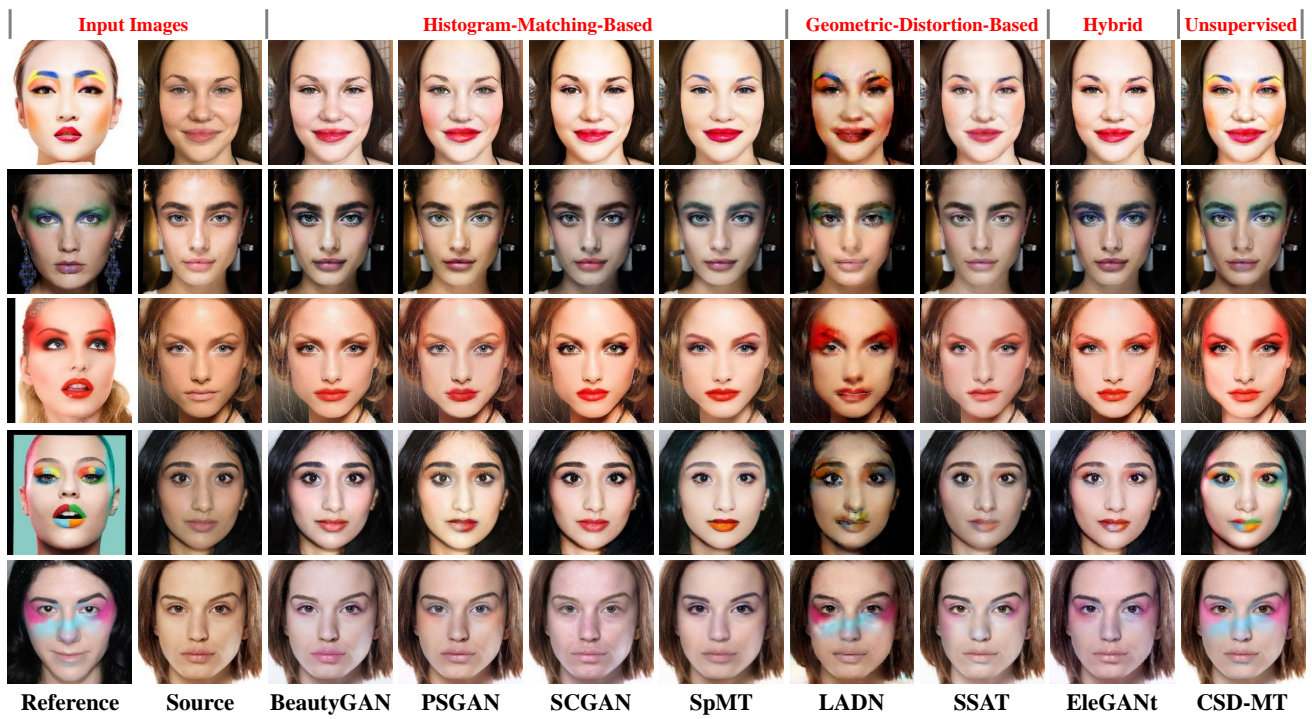 Input Images Histogram-Matching-Based Geometric-Distortion-Based Hybrid Unsupervised
Reference Source BeautyGAN PSGAN SCGAN SpMT LADN SSAT EleGANt CSD-MT